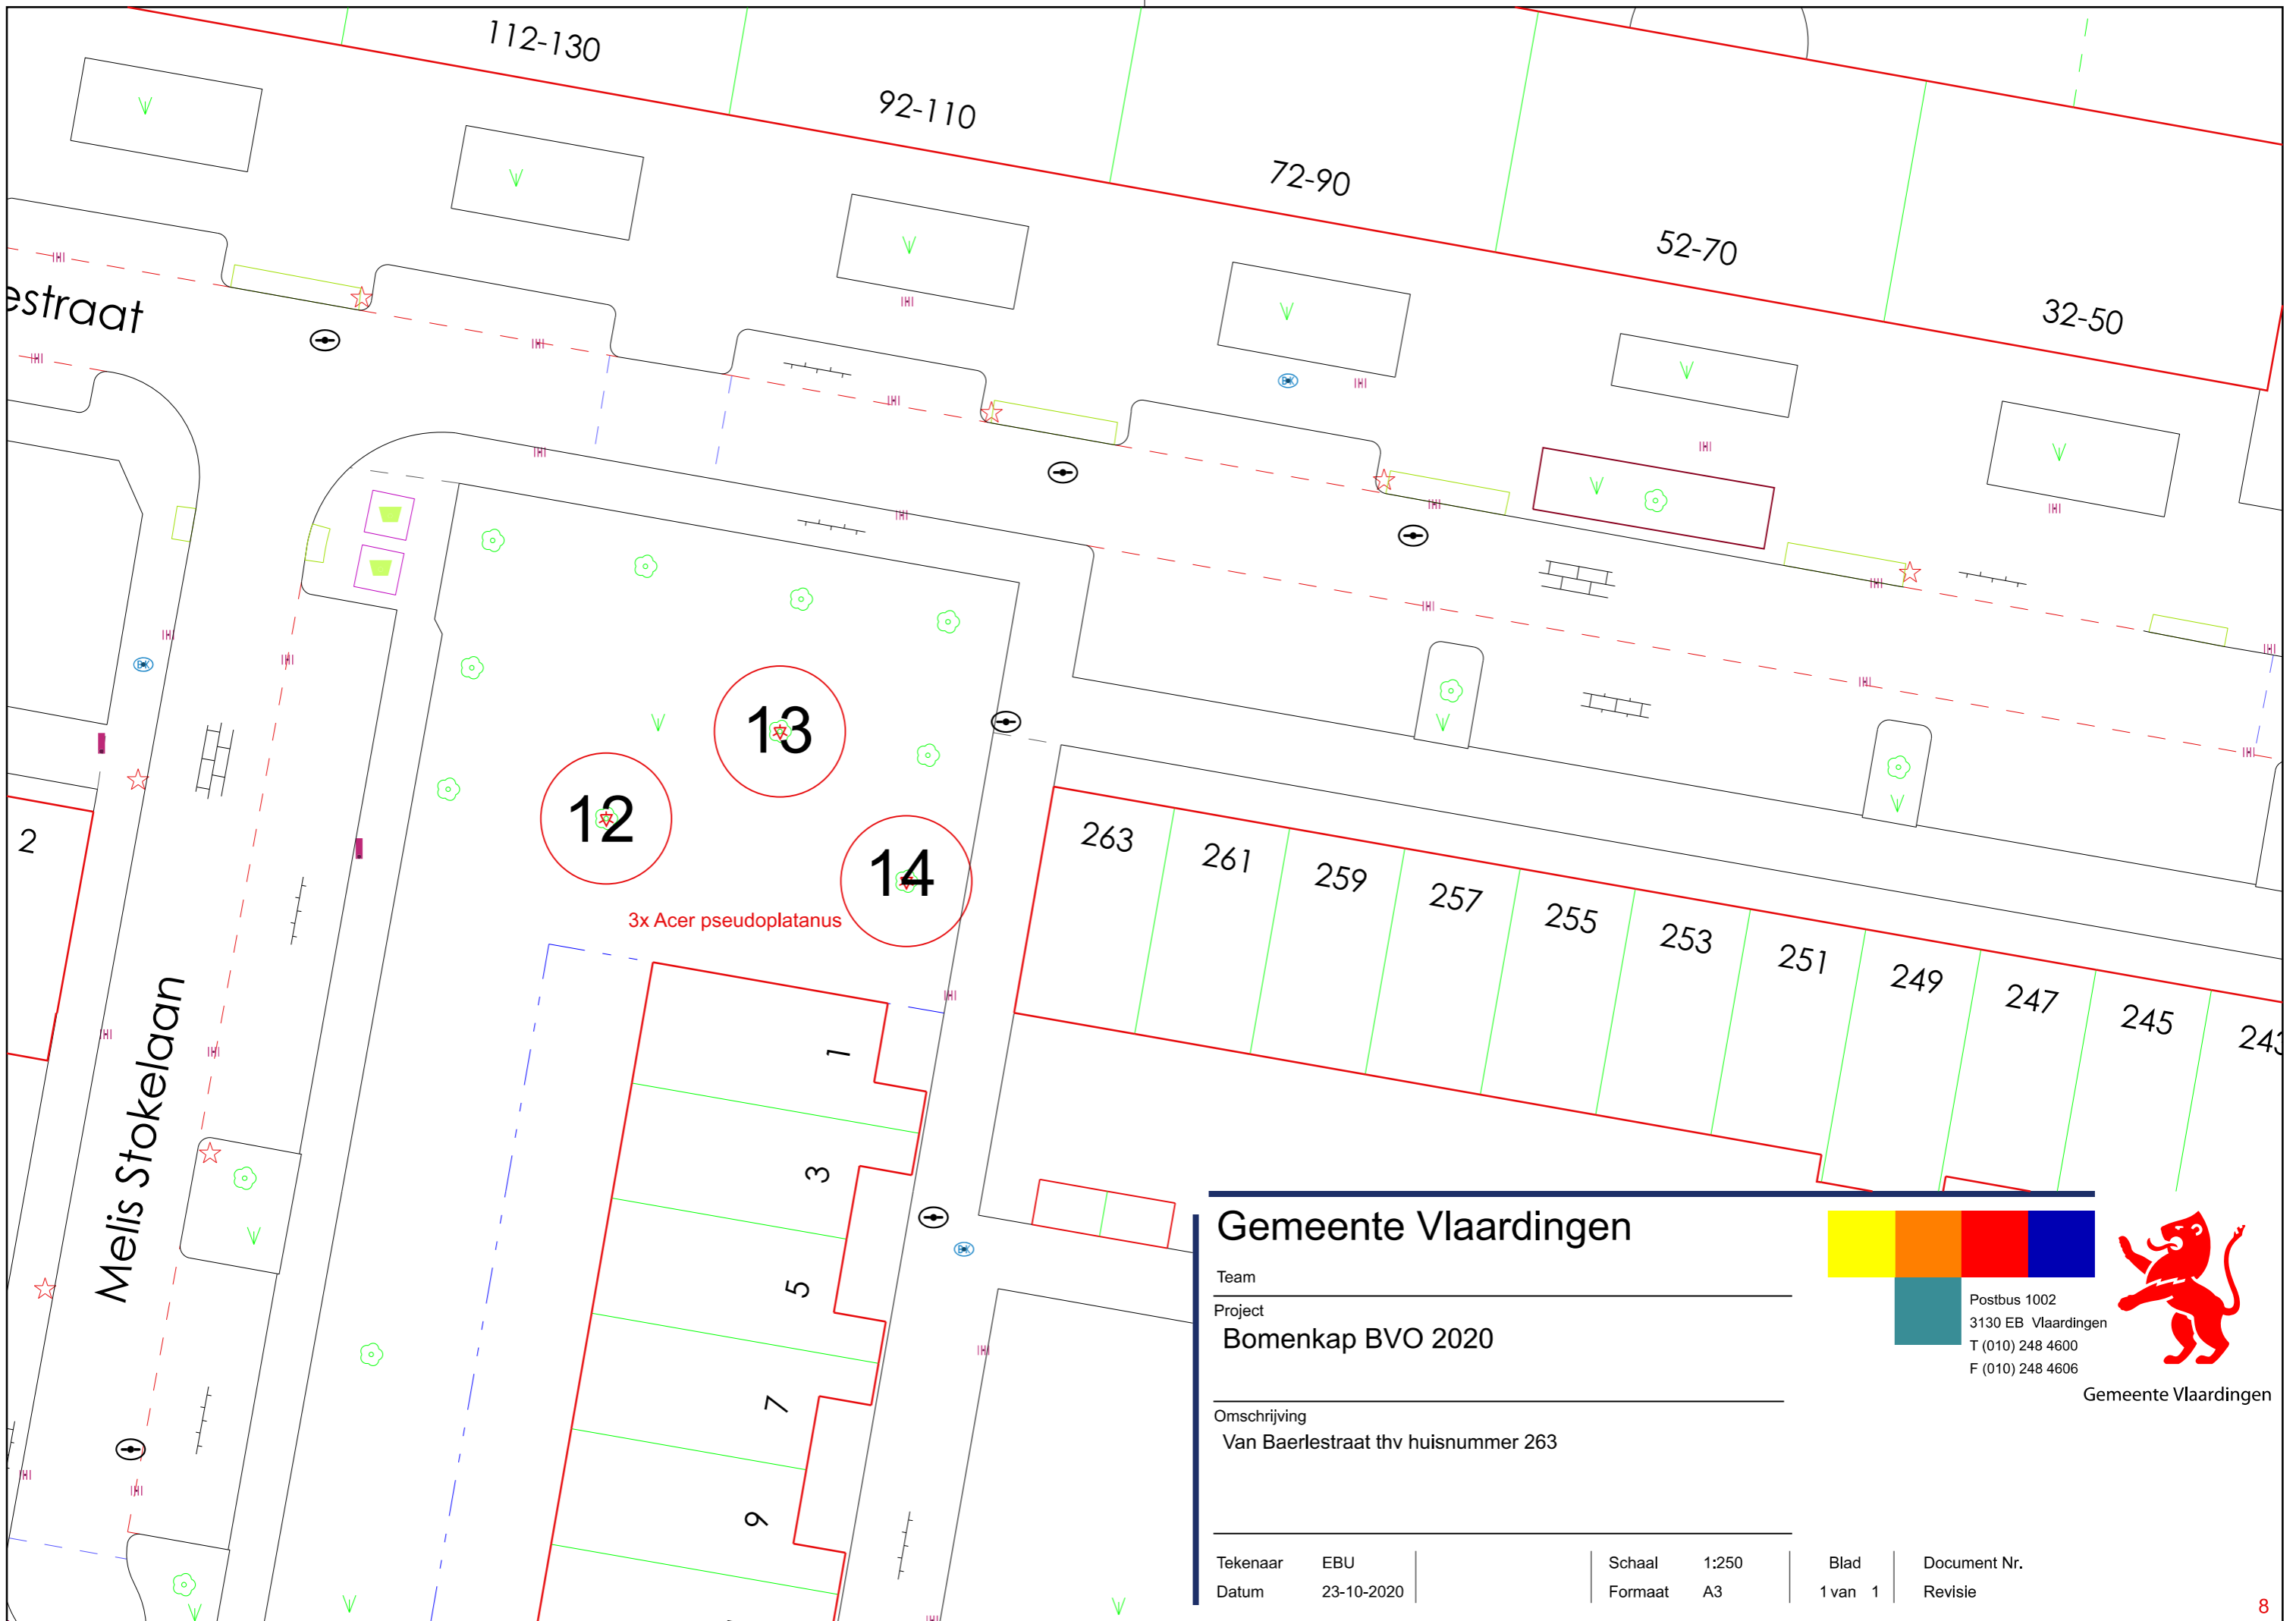 112-130
92-110
72-90
52-70
32-50
estraat
BK
BK
13
12
14
3x Acer pseudoplatanus
2
263
261
259
257
255
253
251
249
247
245
243
Melis Stokelaan
1
3
5
7
9
BK
Gemeente Vlaardingen
Team
Project
Bomenkap BVO 2020
Omschrijving
Van Baerlestraat thv huisnummer 263
Postbus 1002
3130 EB Vlaardingen
T (010) 248 4600
F (010) 248 4606
Gemeente Vlaardingen
Tekenaar EBU Schaal 1:250 Blad Document Nr.
Datum 23-10-2020 Formaat A3 1 van 1 Revisie
8